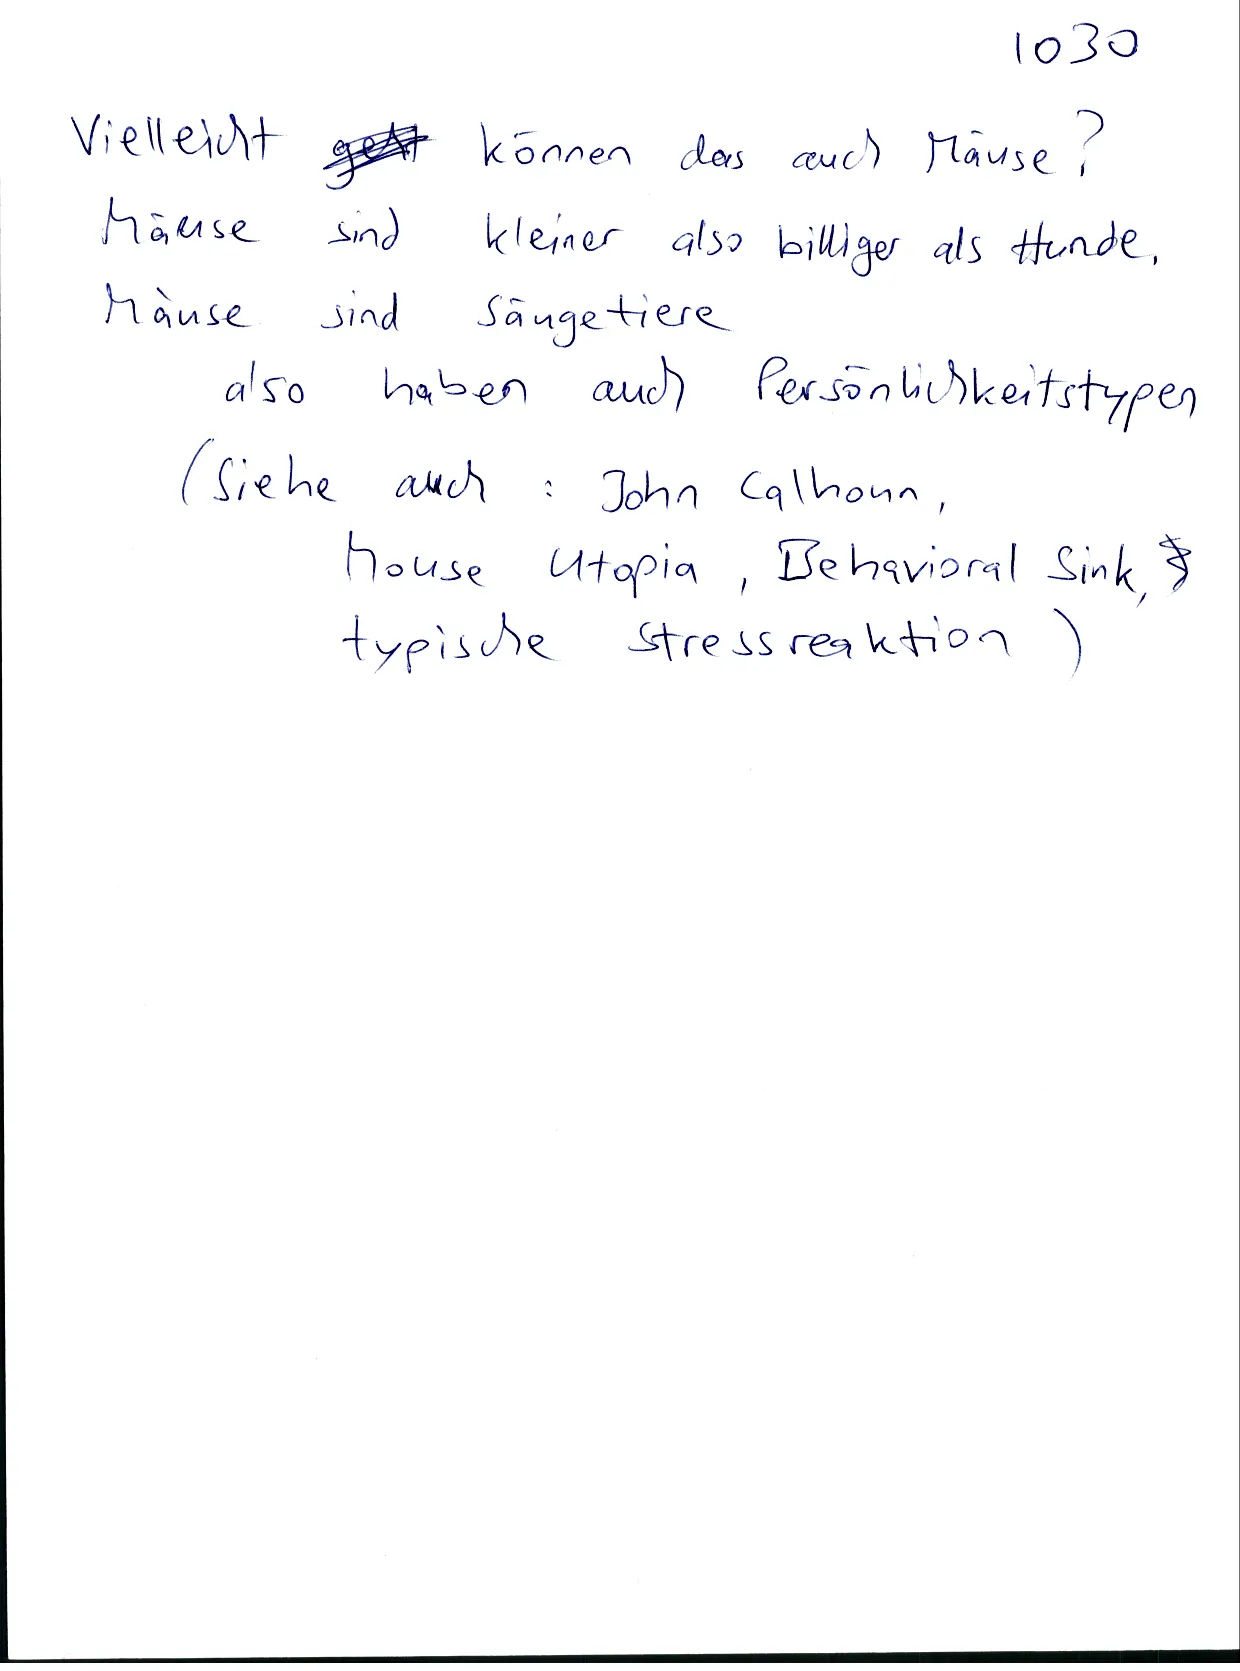 1030
Vielleicht können das auch Mäuse?
Mäuse sind kleiner also billiger als Hunde.
Mäuse sind Säugetiere
also haben auch Persönlichkeitstypen
(Siehe auch : John Calhoun,
Mouse Utopia, Behavioral Sink,
typische Stressreaktion)